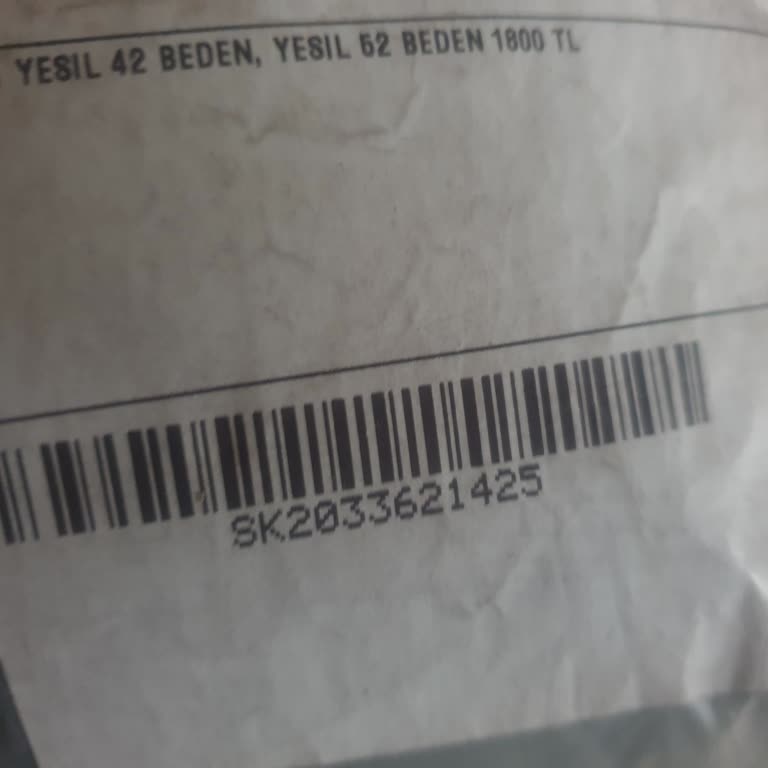 YESIL 42 BEDEN, YESIL 52 BEDEN 1800 TL
SK2033621425